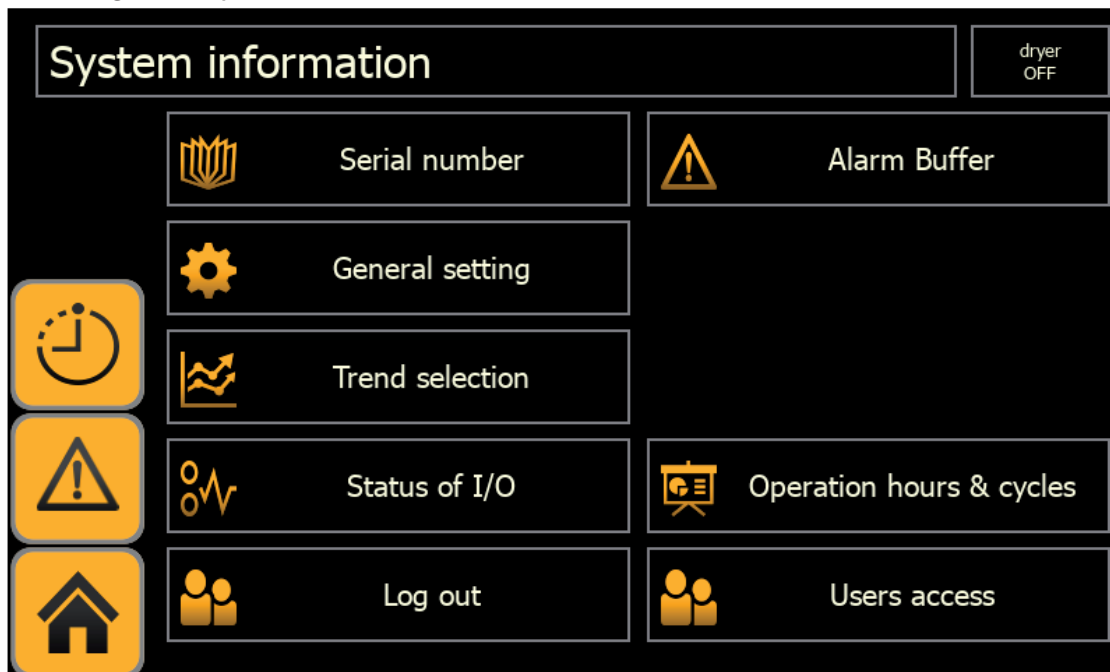 System information
dryer
OFF
Serial number
Alarm Buffer
General setting
Trend selection
Status of I/O
Operation hours & cycles
Log out
Users access